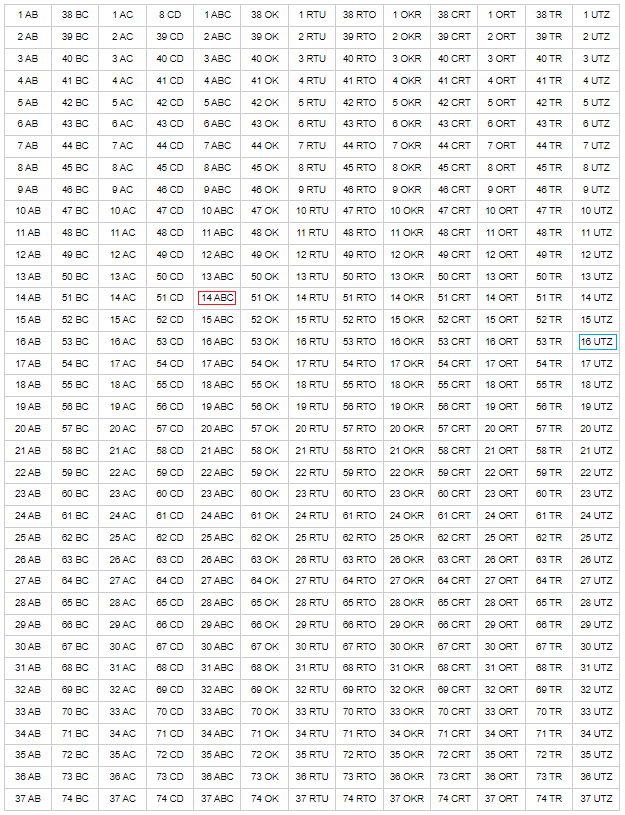 1 AB 38 BC 1 AC 8 CD 1 ABC 38 OK 1 RTU 38 RTO 1 OKR 38 CRT 1 ORT 38 TR 1 UTZ
2 AB 39 BC 2 AC 39 CD 2 ABC 39 OK 2 RTU 39 RTO 2 OKR 39 CRT 2 ORT 39 TR 2 UTZ
3 AB 40 BC 3 AC 40 CD 3 ABC 40 OK 3 RTU 40 RTO 3 OKR 40 CRT 3 ORT 40 TR 3 UTZ
4 AB 41 BC 4 AC 41 CD 4 ABC 41 OK 4 RTU 41 RTO 4 OKR 41 CRT 4 ORT 41 TR 4 UTZ
5 AB 42 BC 5 AC 42 CD 5 ABC 42 OK 5 RTU 42 RTO 5 OKR 42 CRT 5 ORT 42 TR 5 UTZ
6 AB 43 BC 6 AC 43 CD 6 ABC 43 OK 6 RTU 43 RTO 6 OKR 43 CRT 6 ORT 43 TR 6 UTZ
7 AB 44 BC 7 AC 44 CD 7 ABC 44 OK 7 RTU 44 RTO 7 OKR 44 CRT 7 ORT 44 TR 7 UTZ
8 AB 45 BC 8 AC 45 CD 8 ABC 45 OK 8 RTU 45 RTO 8 OKR 45 CRT 8 ORT 45 TR 8 UTZ
9 AB 46 BC 9 AC 46 CD 9 ABC 46 OK 9 RTU 46 RTO 9 OKR 46 CRT 9 ORT 46 TR 9 UTZ
10 AB 47 BC 10 AC 47 CD 10 ABC 47 OK 10 RTU 47 RTO 10 OKR 47 CRT 10 ORT 47 TR 10 UTZ
11 AB 48 BC 11 AC 48 CD 11 ABC 48 OK 11 RTU 48 RTO 11 OKR 48 CRT 11 ORT 48 TR 11 UTZ
12 AB 49 BC 12 AC 49 CD 12 ABC 49 OK 12 RTU 49 RTO 12 OKR 49 CRT 12 ORT 49 TR 12 UTZ
13 AB 50 BC 13 AC 50 CD 13 ABC 50 OK 13 RTU 50 RTO 13 OKR 50 CRT 13 ORT 50 TR 13 UTZ
14 AB 51 BC 14 AC 51 CD 14 ABC 51 OK 14 RTU 51 RTO 14 OKR 51 CRT 14 ORT 51 TR 14 UTZ
15 AB 52 BC 15 AC 52 CD 15 ABC 52 OK 15 RTU 52 RTO 15 OKR 52 CRT 15 ORT 52 TR 15 UTZ
16 AB 53 BC 16 AC 53 CD 16 ABC 53 OK 16 RTU 53 RTO 16 OKR 53 CRT 16 ORT 53 TR 16 UTZ
17 AB 54 BC 17 AC 54 CD 17 ABC 54 OK 17 RTU 54 RTO 17 OKR 54 CRT 17 ORT 54 TR 17 UTZ
18 AB 55 BC 18 AC 55 CD 18 ABC 55 OK 18 RTU 55 RTO 18 OKR 55 CRT 18 ORT 55 TR 18 UTZ
19 AB 56 BC 19 AC 56 CD 19 ABC 56 OK 19 RTU 56 RTO 19 OKR 56 CRT 19 ORT 56 TR 19 UTZ
20 AB 58 BC 20 AC 57 CD 20 ABC 57 OK 20 RTU 57 RTO 20 OKR 57 CRT 20 ORT 57 TR 20 UTZ
21 AB 58 BC 21 AC 58 CD 21 ABC 58 OK 21 RTU 58 RTO 21 OKR 58 CRT 21 ORT 58 TR 21 UTZ
22 AB 59 BC 22 AC 59 CD 22 ABC 59 OK 22 RTU 59 RTO 22 OKR 59 CRT 22 ORT 59 TR 22 UTZ
23 AB 60 BC 23 AC 60 CD 23 ABC 60 OK 23 RTU 60 RTO 23 OKR 60 CRT 23 ORT 60 TR 23 UTZ
24 AB 61 BC 24 AC 61 CD 24 ABC 61 OK 24 RTU 61 RTO 24 OKR 61 CRT 24 ORT 61 TR 24 UTZ
25 AB 62 BC 25 AC 62 CD 25 ABC 62 OK 25 RTU 62 RTO 25 OKR 62 CRT 25 ORT 62 TR 25 UTZ
26 AB 63 BC 26 AC 63 CD 26 ABC 63 OK 26 RTU 63 RTO 26 OKR 63 CRT 26 ORT 63 TR 26 UTZ
27 AB 64 BC 27 AC 64 CD 27 ABC 64 OK 27 RTU 64 RTO 27 OKR 64 CRT 27 ORT 64 TR 27 UTZ
28 AB 65 BC 28 AC 65 CD 28 ABC 65 OK 28 RTU 65 RTO 28 OKR 65 CRT 28 ORT 65 TR 28 UTZ
29 AB 66 BC 29 AC 66 CD 29 ABC 66 OK 29 RTU 66 RTO 29 OKR 66 CRT 29 ORT 66 TR 29 UTZ
30 AB 67 BC 30 AC 67 CD 30 ABC 67 OK 30 RTU 67 RTO 30 OKR 67 CRT 30 ORT 67 TR 30 UTZ
31 AB 68 BC 31 AC 68 CD 31 ABC 68 OK 31 RTU 68 RTO 31 OKR 68 CRT 31 ORT 68 TR 31 UTZ
32 AB 69 BC 32 AC 69 CD 32 ABC 69 OK 32 RTU 69 RTO 32 OKR 69 CRT 32 ORT 69 TR 32 UTZ
33 AB 70 BC 33 AC 70 CD 33 ABC 70 OK 33 RTU 70 RTO 33 OKR 70 CRT 33 ORT 70 TR 33 UTZ
34 AB 71 BC 34 AC 71 CD 34 ABC 71 OK 34 RTU 71 RTO 34 OKR 71 CRT 34 ORT 71 TR 34 UTZ
35 AB 72 BC 35 AC 72 CD 35 ABC 72 OK 35 RTU 72 RTO 35 OKR 72 CRT 35 ORT 72 TR 35 UTZ
36 AB 73 BC 36 AC 73 CD 36 ABC 73 OK 36 RTU 73 RTO 36 OKR 73 CRT 36 ORT 73 TR 36 UTZ
37 AB 74 BC 37 AC 74 CD 37 ABC 74 OK 37 RTU 74 RTO 37 OKR 74 CRT 37 ORT 74 TR 37 UTZ